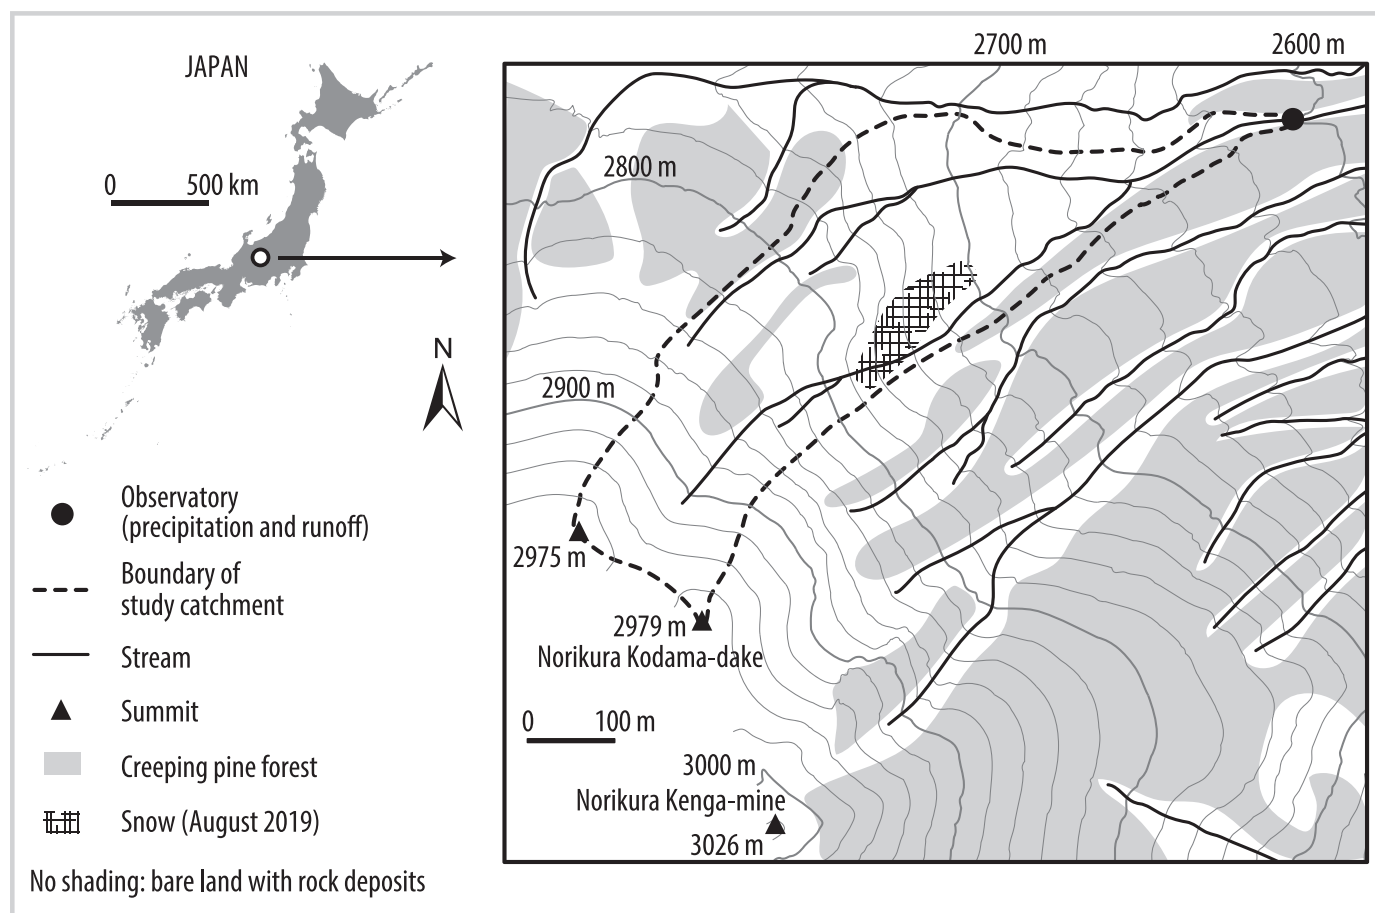 JAPAN
0 500 km
N
Observatory
(precipitation and runoff)
Boundary of
study catchment
Stream
Summit
Creeping pine forest
Snow (August 2019)
No shading: bare land with rock deposits
2700 m 2600 m
2800 m
2900 m
2975 m
2979 m
Norikura Kodama-dake
0 100 m
3000 m
Norikura Kenga-mine
3026 m